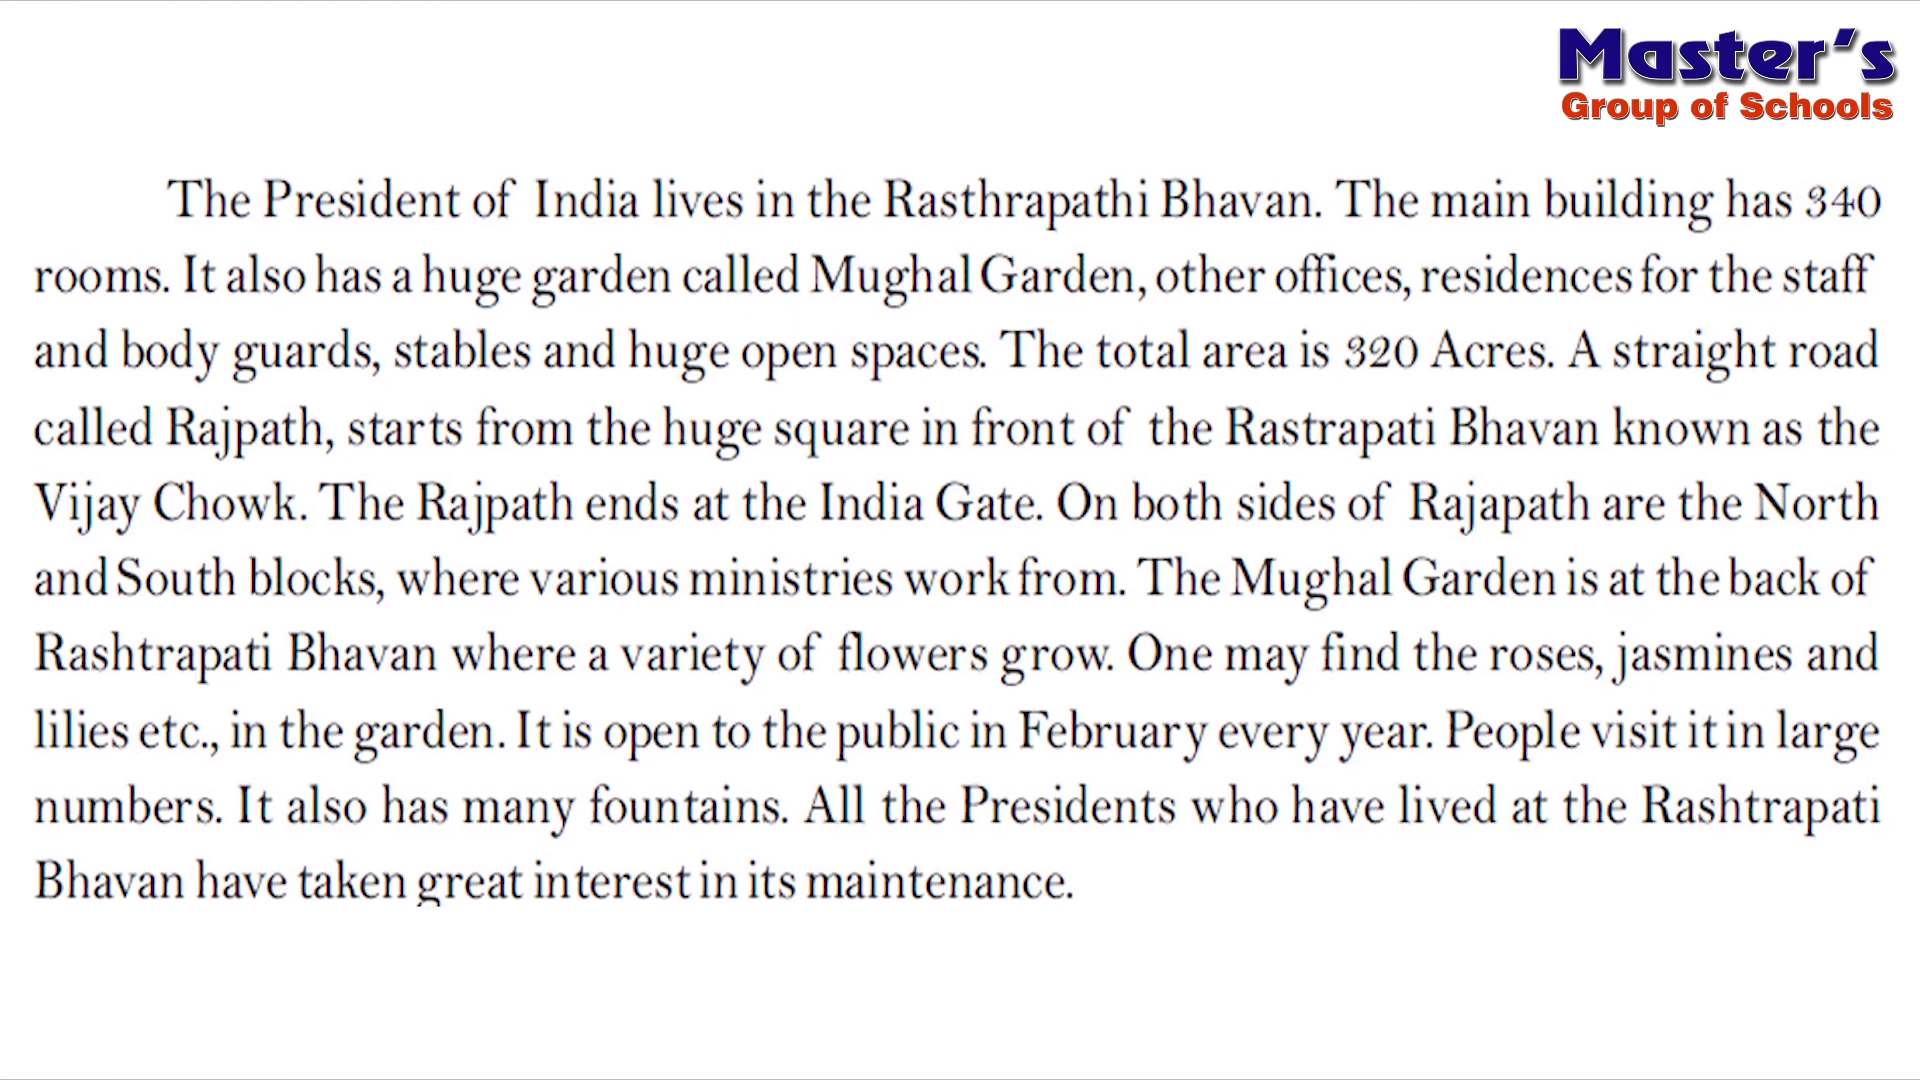 Master's
Group of Schools
The President of India lives in the Rasthrapathi Bhavan. The main building has 340
rooms. It also has a huge garden called Mughal Garden, other offices, residences for the staff
and body guards, stables and huge open spaces. The total area is 320 Acres. A straight road
called Rajpath, starts from the huge square in front of the Rastrapati Bhavan known as the
Vijay Chowk. The Rajpath ends at the India Gate. On both sides of Rajapath are the North
and South blocks, where various ministries work from. The Mughal Garden is at the back of
Rashtrapati Bhavan where a variety of flowers grow. One may find the roses, jasmines and
lilies etc., in the garden. It is open to the public in February every year. People visit it in large
numbers. It also has many fountains. All the Presidents who have lived at the Rashtrapati
Bhavan have taken great interest in its maintenance.